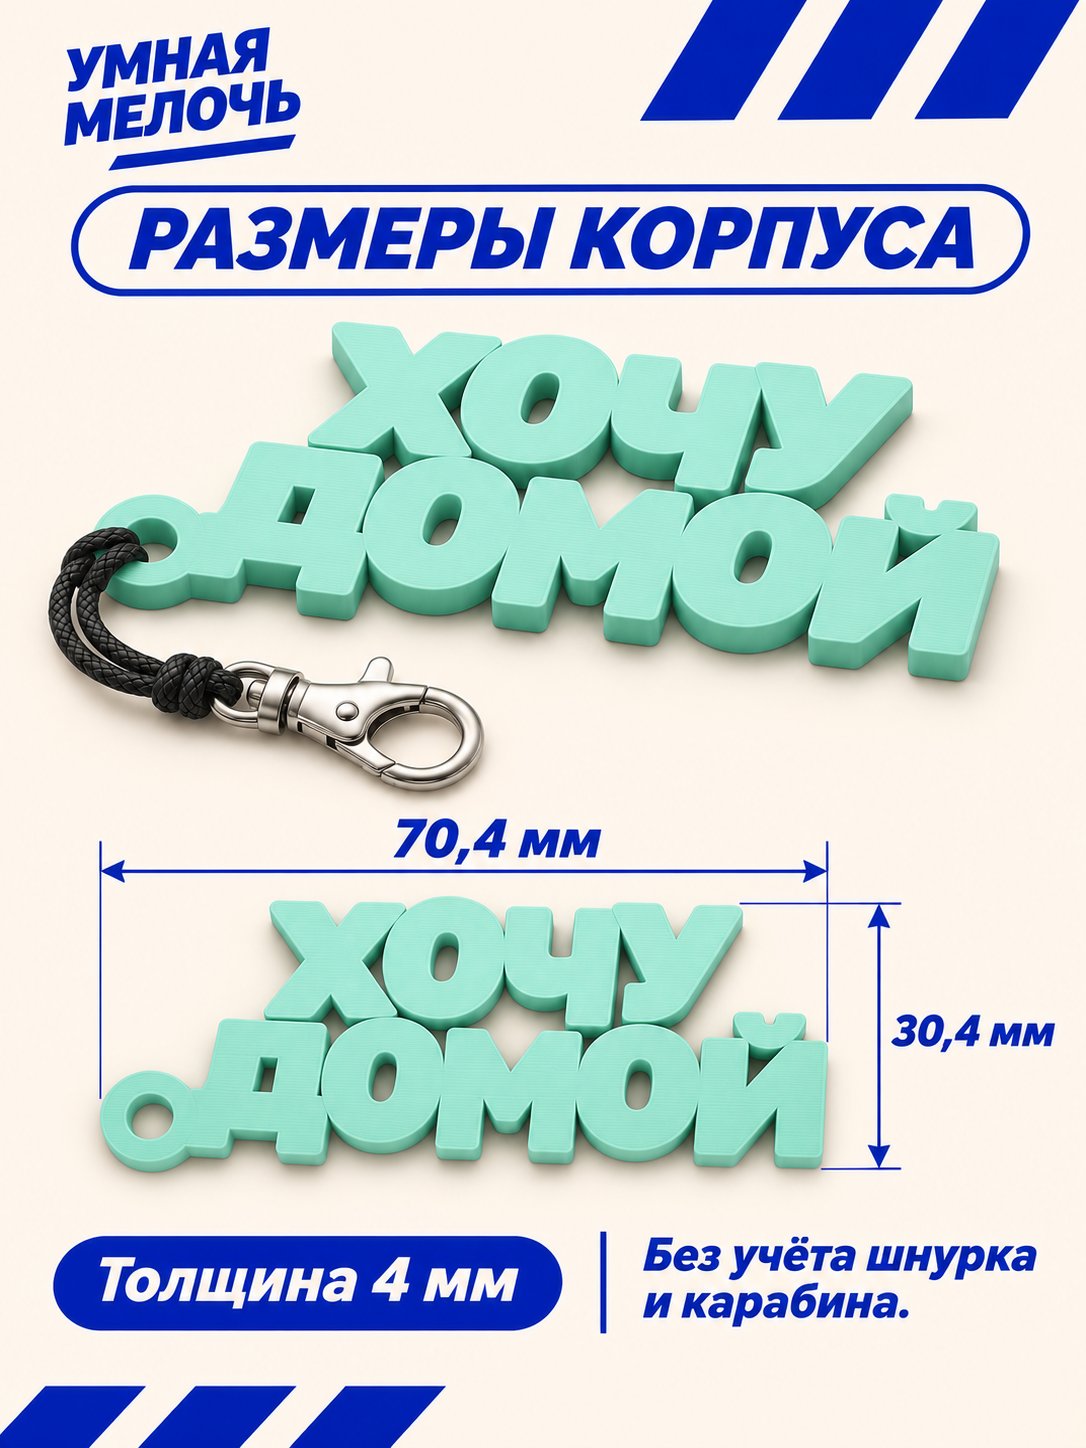 УМНАЯ
МЕЛОЧЬ
РАЗМЕРЫ КОРПУСА
ХОЧУ
ДОМОЙ
70,4 мм
ХОЧУ
ДОМОЙ
30,4 мм
Толщина 4 мм
Без учёта шнурка
и карабина.